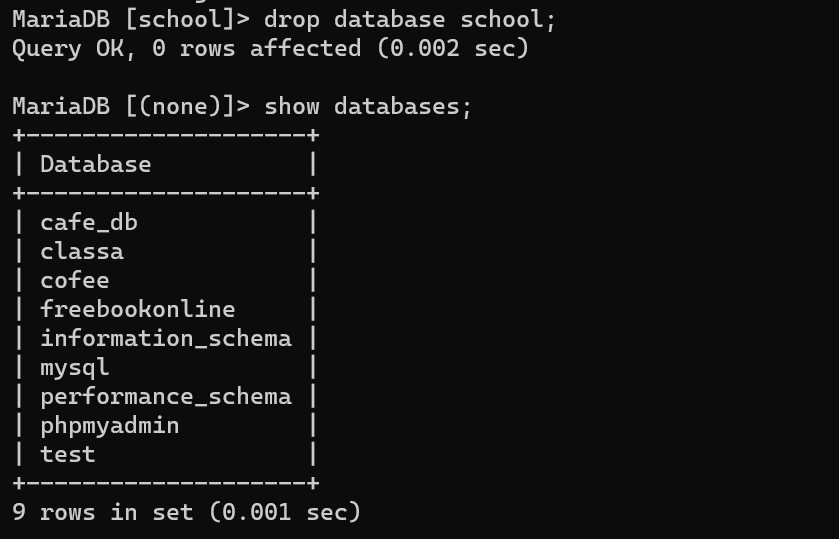 MariaDB [school]> drop database school;
Query OK, 0 rows affected (0.002 sec)
MariaDB [(none)]> show databases;
+--------------------+
| Database           |
+--------------------+
| cafe_db            |
| classa             |
| cofee              |
| freebookonline     |
| information_schema |
| mysql              |
| performance_schema |
| phpmyadmin         |
| test               |
+--------------------+
9 rows in set (0.001 sec)